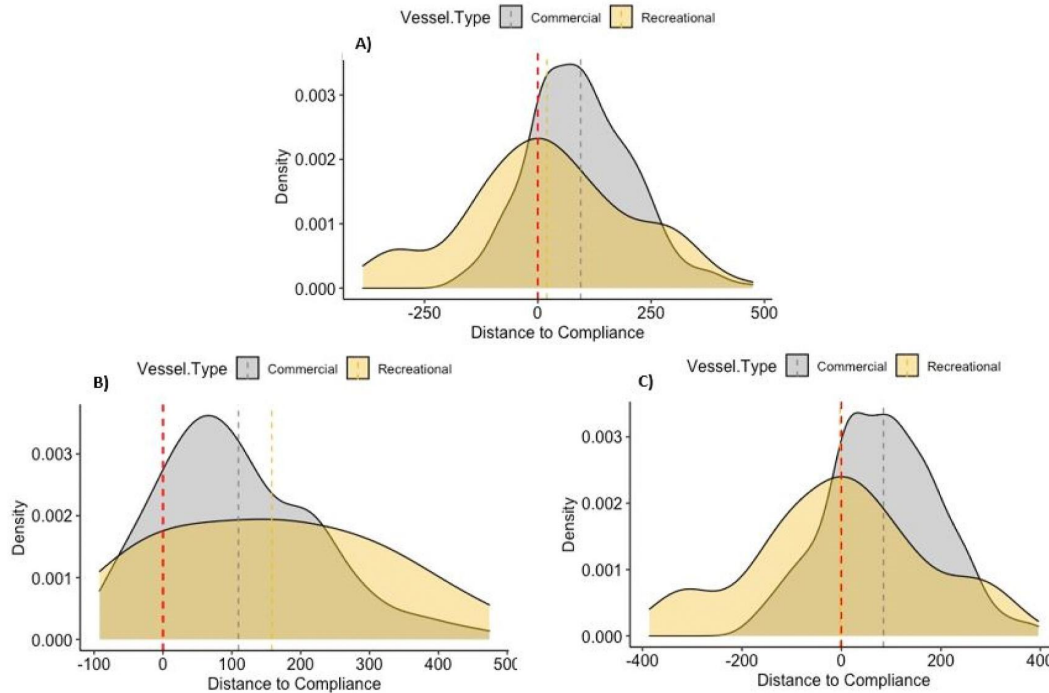 Vessel.Type Commercial Recreational
A)
0.003
0.002
0.001
0.000
Density
-250 0 250 500
Distance to Compliance
Vessel.Type Commercial Recreational
B)
0.003
0.002
0.001
0.000
Density
-100 0 100 200 300 400 500
Distance to Compliance
Vessel.Type Commercial Recreational
C)
0.003
0.002
0.001
0.000
Density
-400 -200 0 200 400
Distance to Compliance